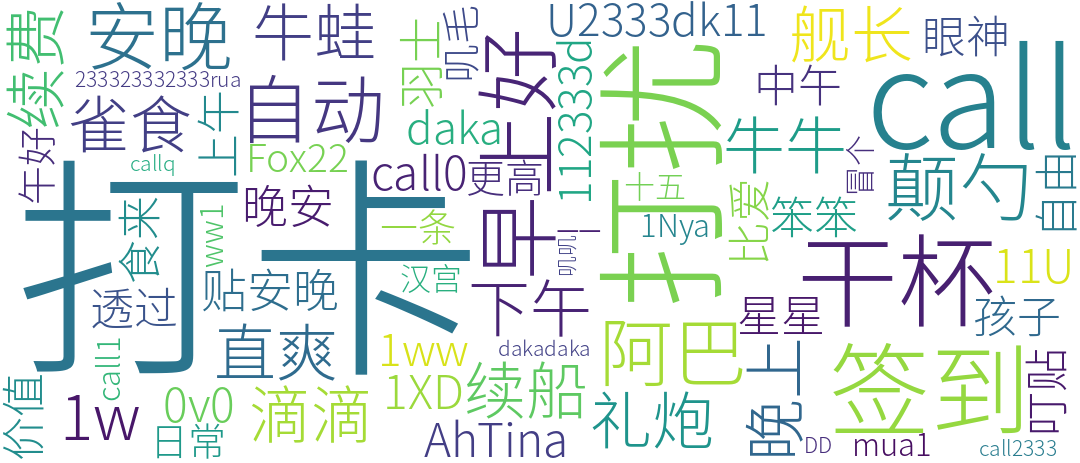 续费
安晚
牛蛙
羽士
叽毛
上好
U2333dk11
舰长
眼神
233323332333rua
雀食
上午
自动
daka
112333d
打扰
中午
call
午好
callq
Fox22
call0
更高
十五
牛牛
冒个
颠勺
自由
打卡
食来
ww1
晚安
一条
早
叽叽
1Nya
比爱
笨笨
干杯
11U
透过
贴安晚
汉宫
下午
星星
孩子
call1
直爽
1ww
dakadaka
阿巴
晚上
签到
叮贴
价值
1w
0v0
日常
滴滴
1XD
续船
AhTina
礼炮
DD
mua1
call2333